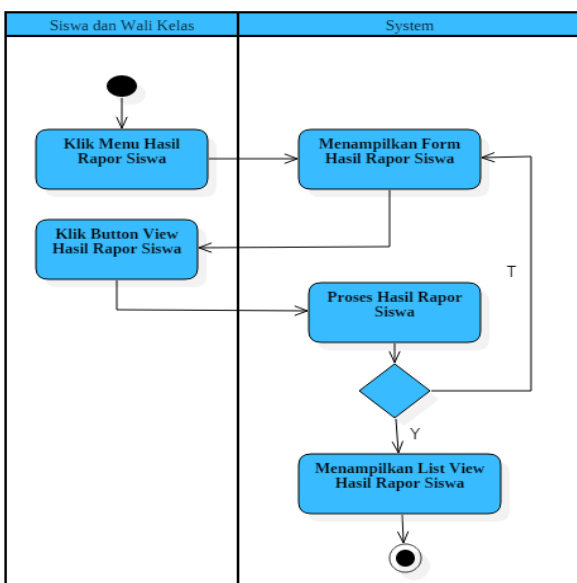 Siswa dan Wali Kelas
System
Klik Menu Hasil
Rapor Siswa
Menampilkan Form
Hasil Rapor Siswa
Klik Button View
Hasil Rapor Siswa
T
Proses Hasil Rapor
Siswa
Y
Menampilkan List View
Hasil Rapor Siswa